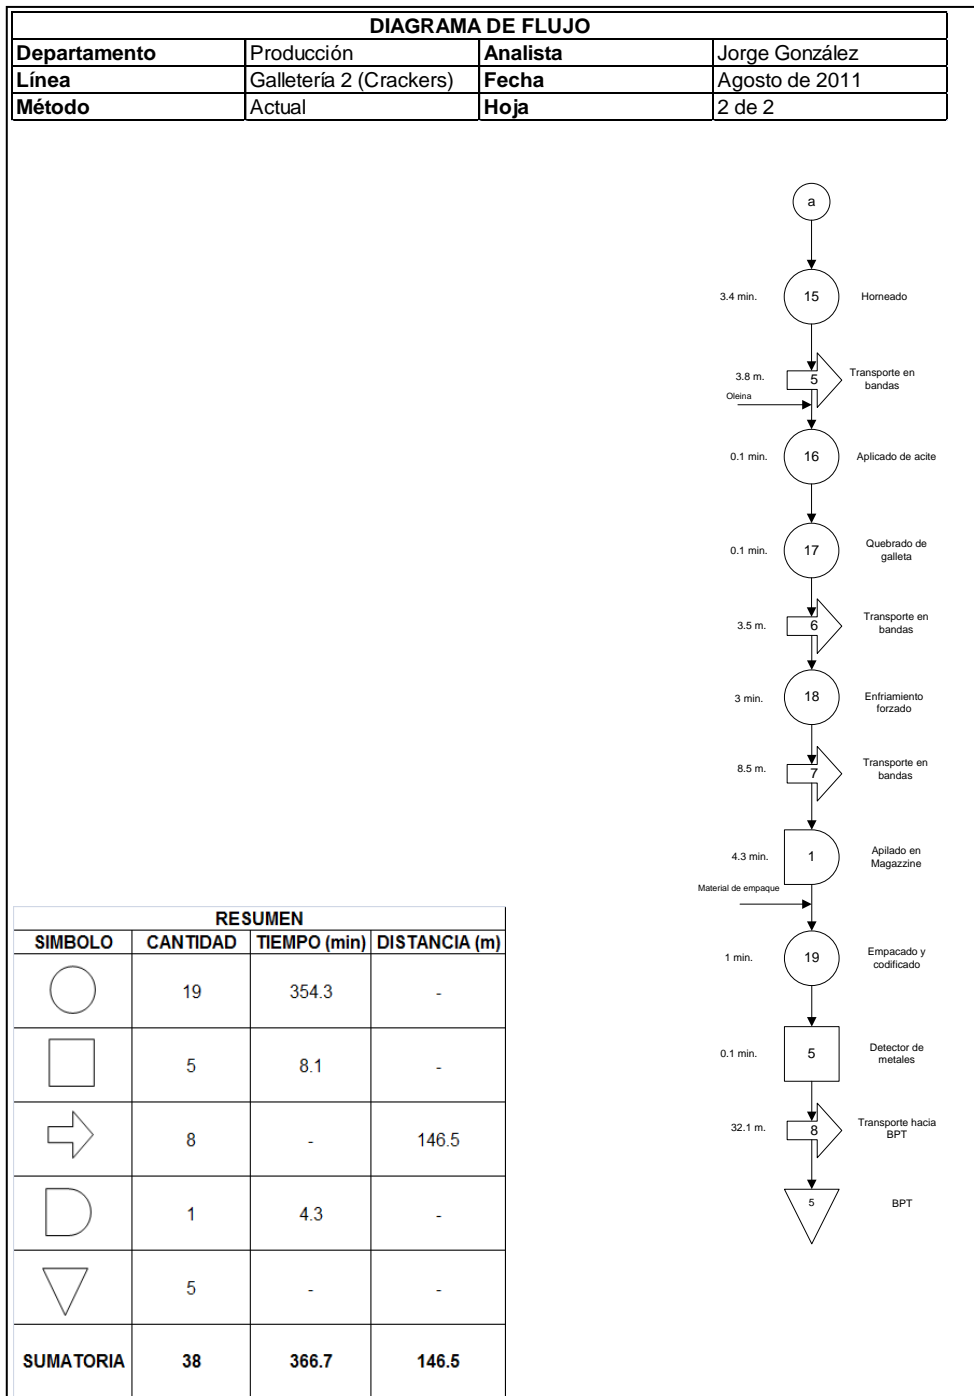 DIAGRAMA DE FLUJO
Departamento Producción Analista Jorge González
Línea Galletería 2 (Crackers) Fecha Agosto de 2011
Método Actual Hoja 2 de 2
a
3.4 min. 15 Horneado
3.8 m. 5 Transporte en
bandas
Oleina
0.1 min. 16 Aplicado de acite
0.1 min. 17 Quebrado de
galleta
3.5 m. 6 Transporte en
bandas
3 min. 18 Enfriamiento
forzado
8.5 m. 7 Transporte en
bandas
4.3 min. 1 Apilado en
Magazzine
Material de empaque
1 min. 19 Empacado y
codificado
0.1 min. 5 Detector de
metales
32.1 m. 8 Transporte hacia
BPT
5 BPT
RESUMEN
SIMBOLO CANTIDAD TIEMPO (min) DISTANCIA (m)
19 354.3 -
5 8.1 -
8 - 146.5
1 4.3 -
5 - -
SUMATORIA 38 366.7 146.5